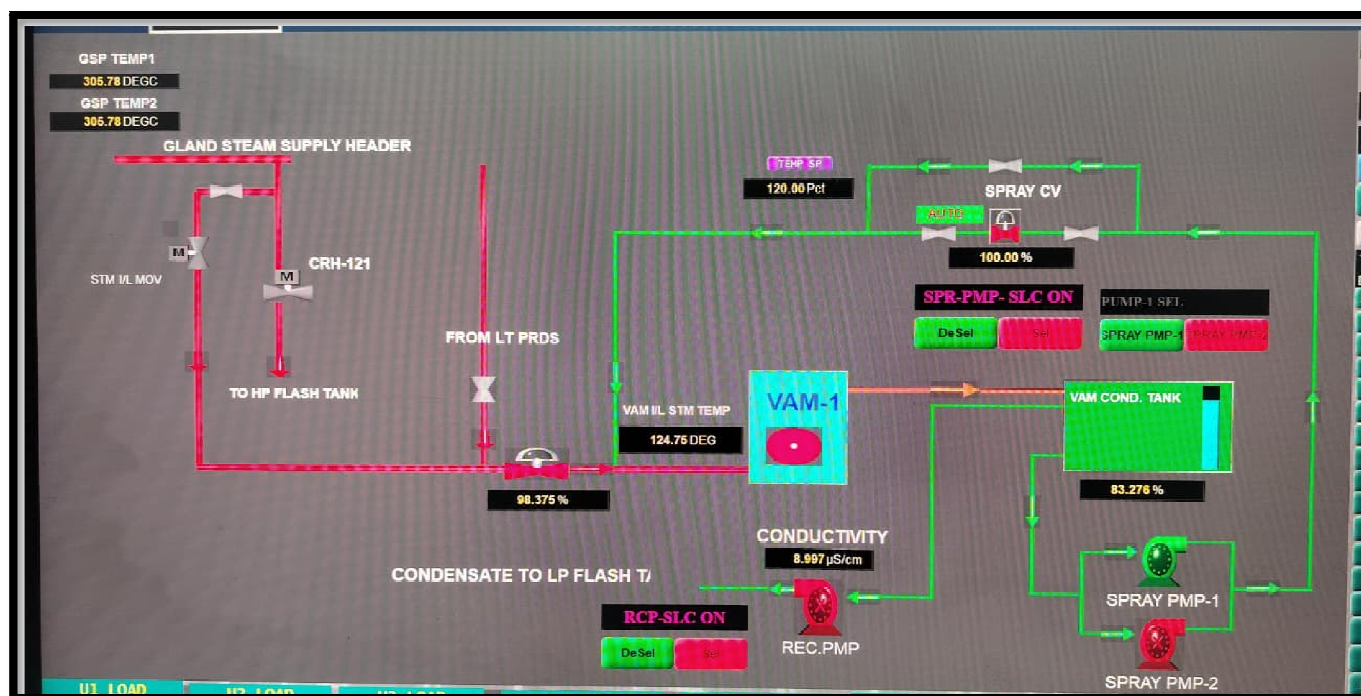 GSP TEMP1
305.78 DEGC
GSP TEMP2
305.78 DEGC
GLAND STEAM SUPPLY HEADER
TEMP SP
120.00 Pct
SPRAY CV
AUTO
100.00 %
M
STM I/L MOV
M
CRH-121
SPR-PMP- SLC ON
DeSel
Sel
PUMP-1 SEL
SPRAY PMP-1
SPRAY PMP-2
FROM LT PRDS
TO HP FLASH TANK
VAM I/L STM TEMP
124.75 DEG
VAM-1
VAM COND. TANK
98.375 %
83.276 %
CONDUCTIVITY
8.997 µS/cm
CONDENSATE TO LP FLASH TA
RCP-SLC ON
DeSel
Sel
REC.PMP
SPRAY PMP-1
SPRAY PMP-2
U1 LOAD